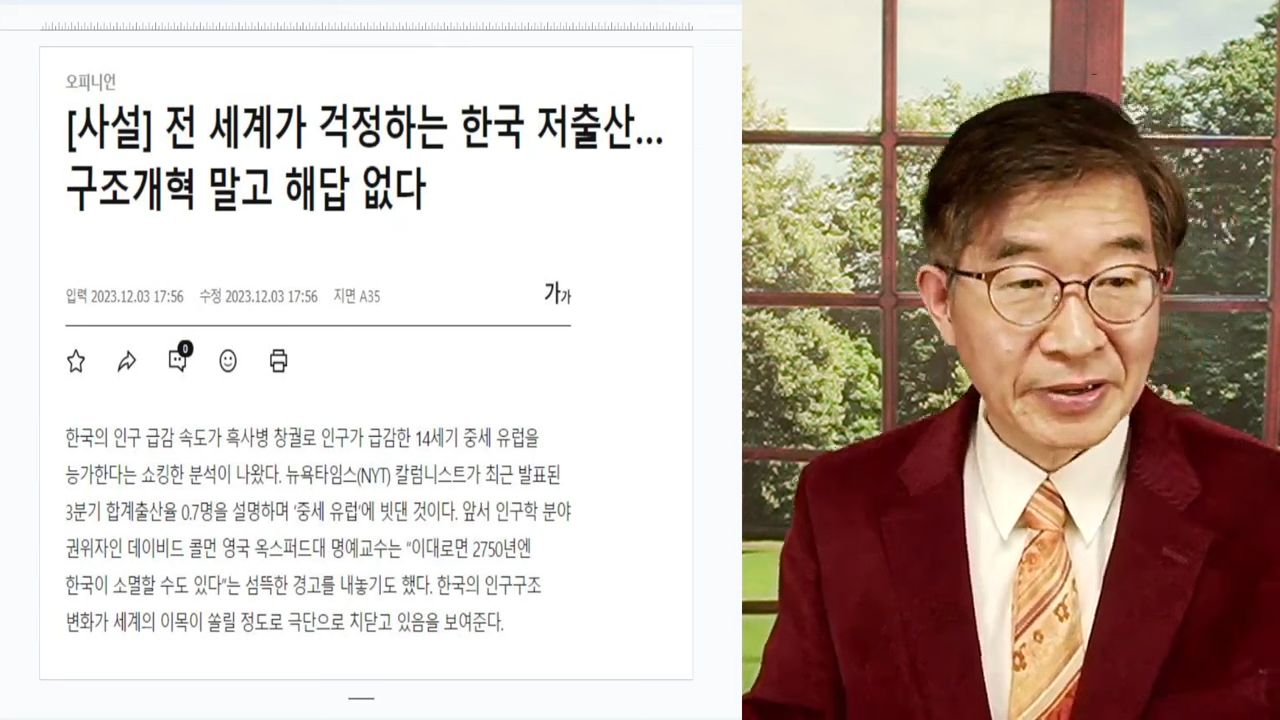 오피니언
[사설] 전 세계가 걱정하는 한국 저출산...
구조개혁 말고 해답 없다
입력 2023.12.03 17:56 수정 2023.12.03 17:56 지면 A35
가가
0
한국의 인구 급감 속도가 흑사병 창궐로 인구가 급감한 14세기 중세 유럽을
능가한다는 쇼킹한 분석이 나왔다. 뉴욕타임스(NYT) 칼럼니스트가 최근 발표된
3분기 합계출산율 0.7명을 설명하며 ‘중세 유럽’에 빗댄 것이다. 앞서 인구학 분야
권위자인 데이비드 콜먼 영국 옥스퍼드대 명예교수는 “이대로면 2750년엔
한국이 소멸할 수도 있다”는 섬뜩한 경고를 내놓기도 했다. 한국의 인구구조
변화가 세계의 이목이 쏠릴 정도로 극단으로 치닫고 있음을 보여준다.